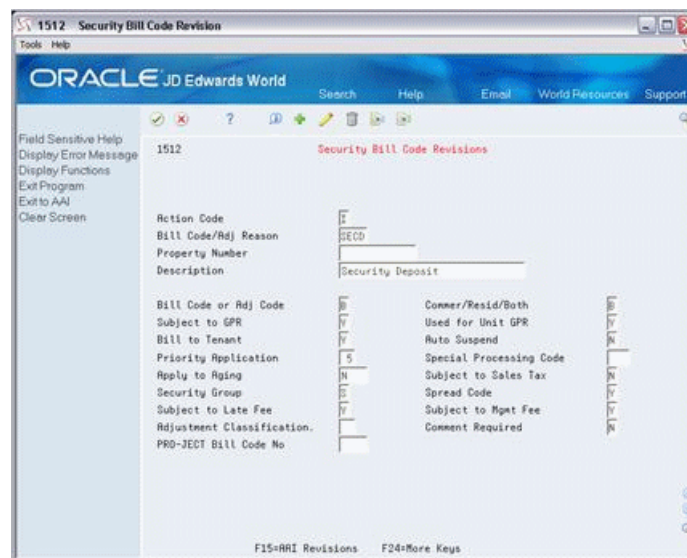 1512 Security Bill Code Revision
Tools Help
ORACLE JD Edwards World
Search Help Email World Resources Support
Field Sensitive Help
Display Error Message
Display Functions
Exit Program
Exit to AAI
Clear Screen
1512 Security Bill Code Revisions
Action Code I
Bill Code/Adj Reason SECD
Property Number
Description Security Deposit
Bill Code or Adj Code B Commer/Resid/Both B
Subject to GPR Y Used for Unit GPR Y
Bill to Tenant Y Auto Suspend N
Priority Application 5 Special Processing Code
Apply to Aging N Subject to Sales Tax N
Security Group S Spread Code Y
Subject to Late Fee Y Subject to Mgmt Fee Y
Adjustment Classification. Comment Required N
PRO-JECT Bill Code No
F15=AAI Revisions F24=More Keys